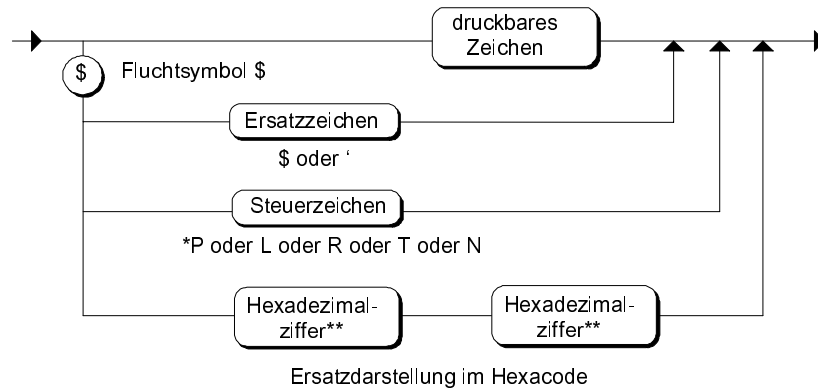 druckbares
Zeichen
$
Fluchtsymbol $
Ersatzzeichen
$ oder ‘
Steuerzeichen
*P oder L oder R oder T oder N
Hexadezimal-
ziffer**
Hexadezimal-
ziffer**
Ersatzdarstellung im Hexacode